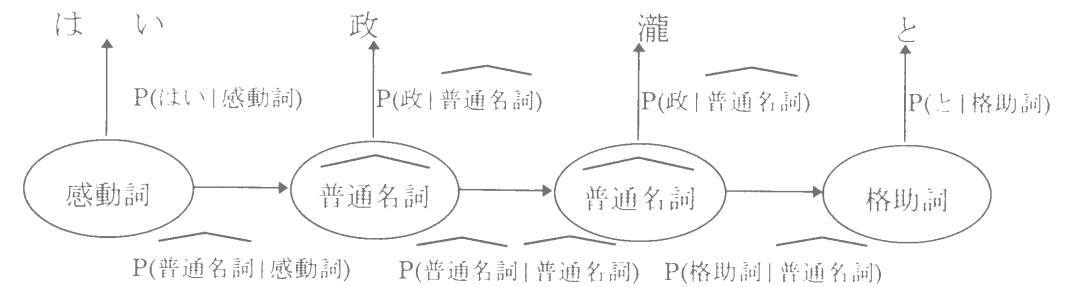 はい 政 瀧 と
P(はい|感動詞) P(政|普通名詞) P(政|普通名詞) P(と|格助詞)
感動詞 普通名詞 普通名詞 格助詞
P(普通名詞|感動詞) P(普通名詞|普通名詞) P(格助詞|普通名詞)